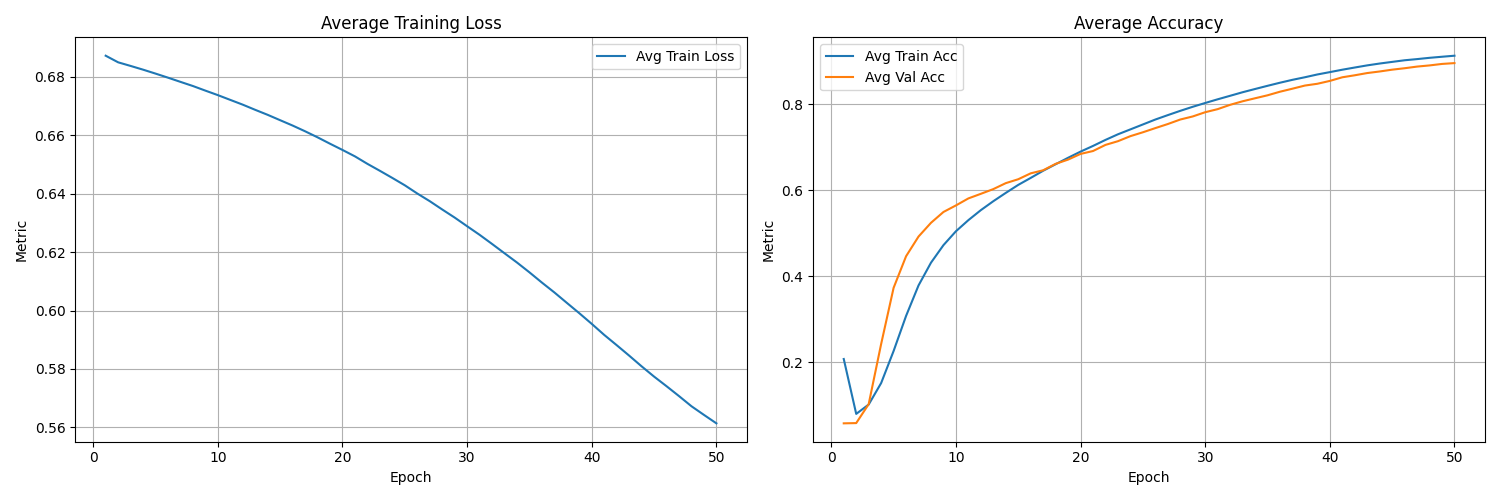 Average Training Loss
Avg Train Loss
0.68
0.66
0.64
0.62
0.60
0.58
0.56
Metric
0 10 20 30 40 50
Epoch
Average Accuracy
Avg Train Acc
Avg Val Acc
0.8
0.6
0.4
0.2
Metric
0 10 20 30 40 50
Epoch